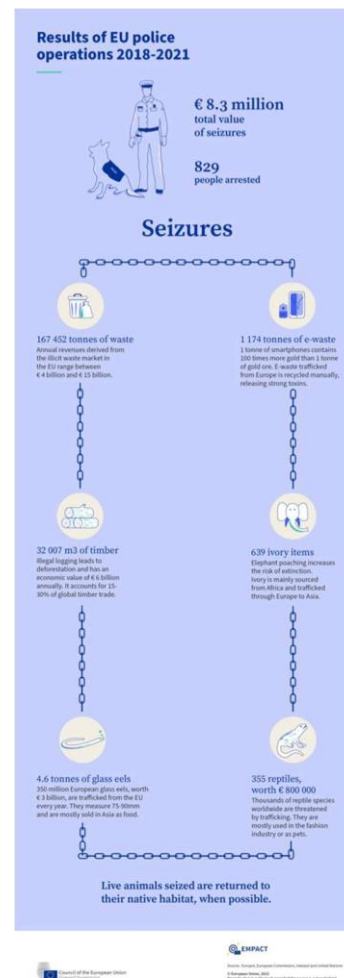 Results of EU police
operations 2018-2021
€ 8.3 million
total value
of seizures
829
people arrested
Seizures
167 452 tonnes of waste
Annual revenues derived from
the illicit waste market in
the EU range between
€ 4 billion and € 15 billion.
1 174 tonnes of e-waste
1 tonne of smartphones contains
100 times more gold than 1 tonne
of gold ore. E-waste trafficked
from Europe is recycled manually,
releasing strong toxins.
32 007 m3 of timber
Illegal logging leads to
deforestation and has an
economic value of € 6 billion
annually. It accounts for 15-
30% of global timber trade.
639 ivory items
Elephant poaching increases
the risk of extinction.
Ivory is mainly sourced
from Africa and trafficked
through Europe to Asia.
4.6 tonnes of glass eels
350 million European glass eels, worth
€ 3 billion, are trafficked from the EU
every year. They measure 75-90mm
and are mostly sold in Asia as food.
355 reptiles,
worth € 800 000
Thousands of reptile species
worldwide are threatened
by trafficking. They are
mostly used in the fashion
industry or as pets.
Live animals seized are returned to
their native habitat, when possible.
EMPACT
Council of the European Union
© European Union, 2022